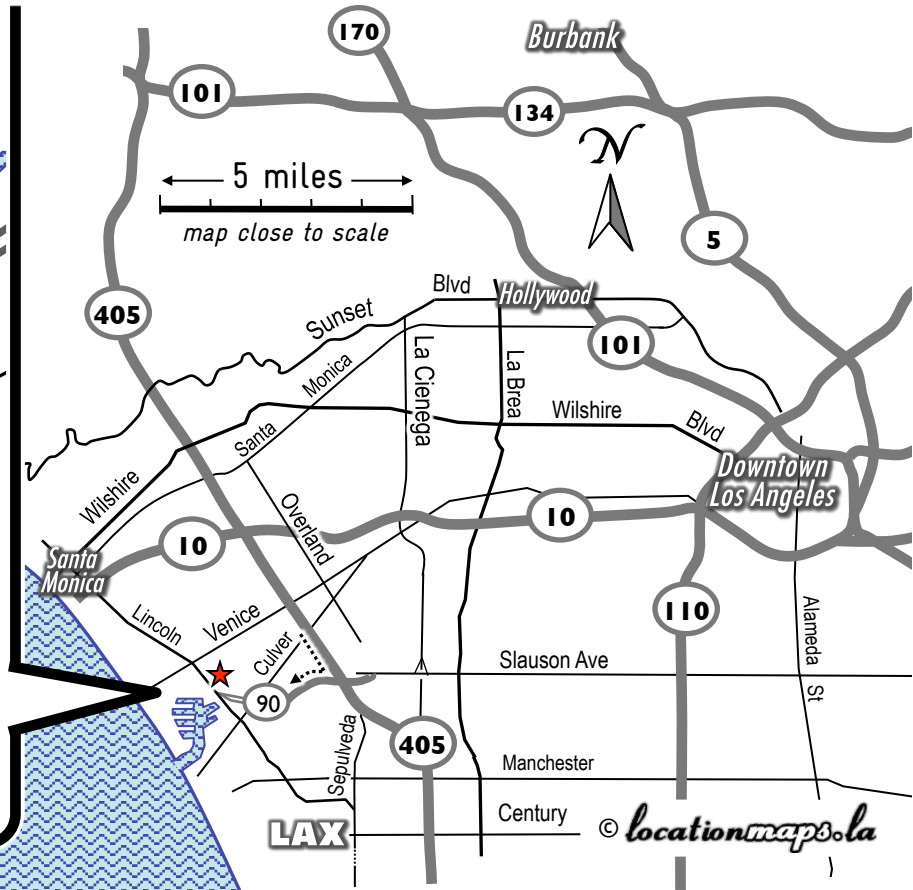 170
Burbank
101
134
N
5 miles
map close to scale
5
405
Sunset
Blvd
Hollywood
101
Santa
Monica
La Cienega
La Brea
Wilshire
Blvd
Wilshire
Downtown
Los Angeles
Overland
10
10
Santa
Monica
110
Lincoln
Venice
Culver
Slauson Ave
Alameda
St
90
Sepulveda
405
Manchester
Century
LAX
© locationmaps.la